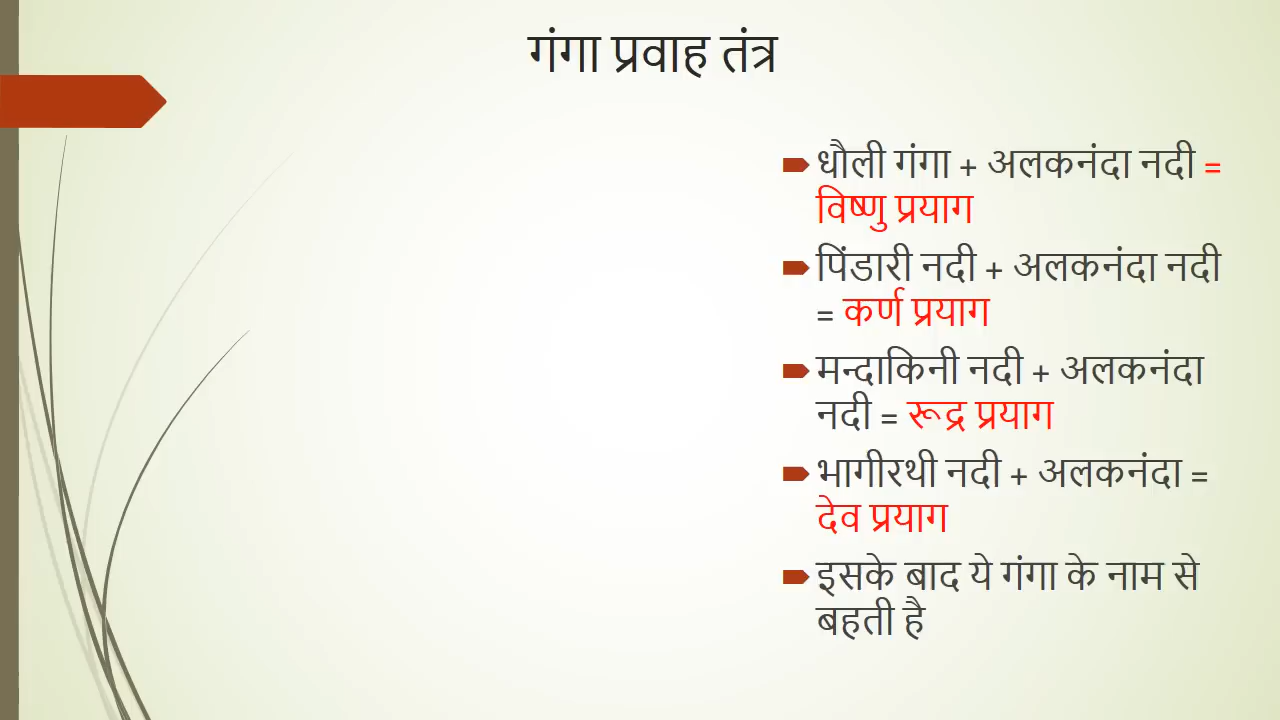 गंगा प्रवाह तंत्र
धौली गंगा + अलकनंदा नदी =
विष्णु प्रयाग
पिंडारी नदी + अलकनंदा नदी
= कर्ण प्रयाग
मन्दाकिनी नदी + अलकनंदा
नदी = रूद्र प्रयाग
भागीरथी नदी + अलकनंदा =
देव प्रयाग
इसके बाद ये गंगा के नाम से
बहती है